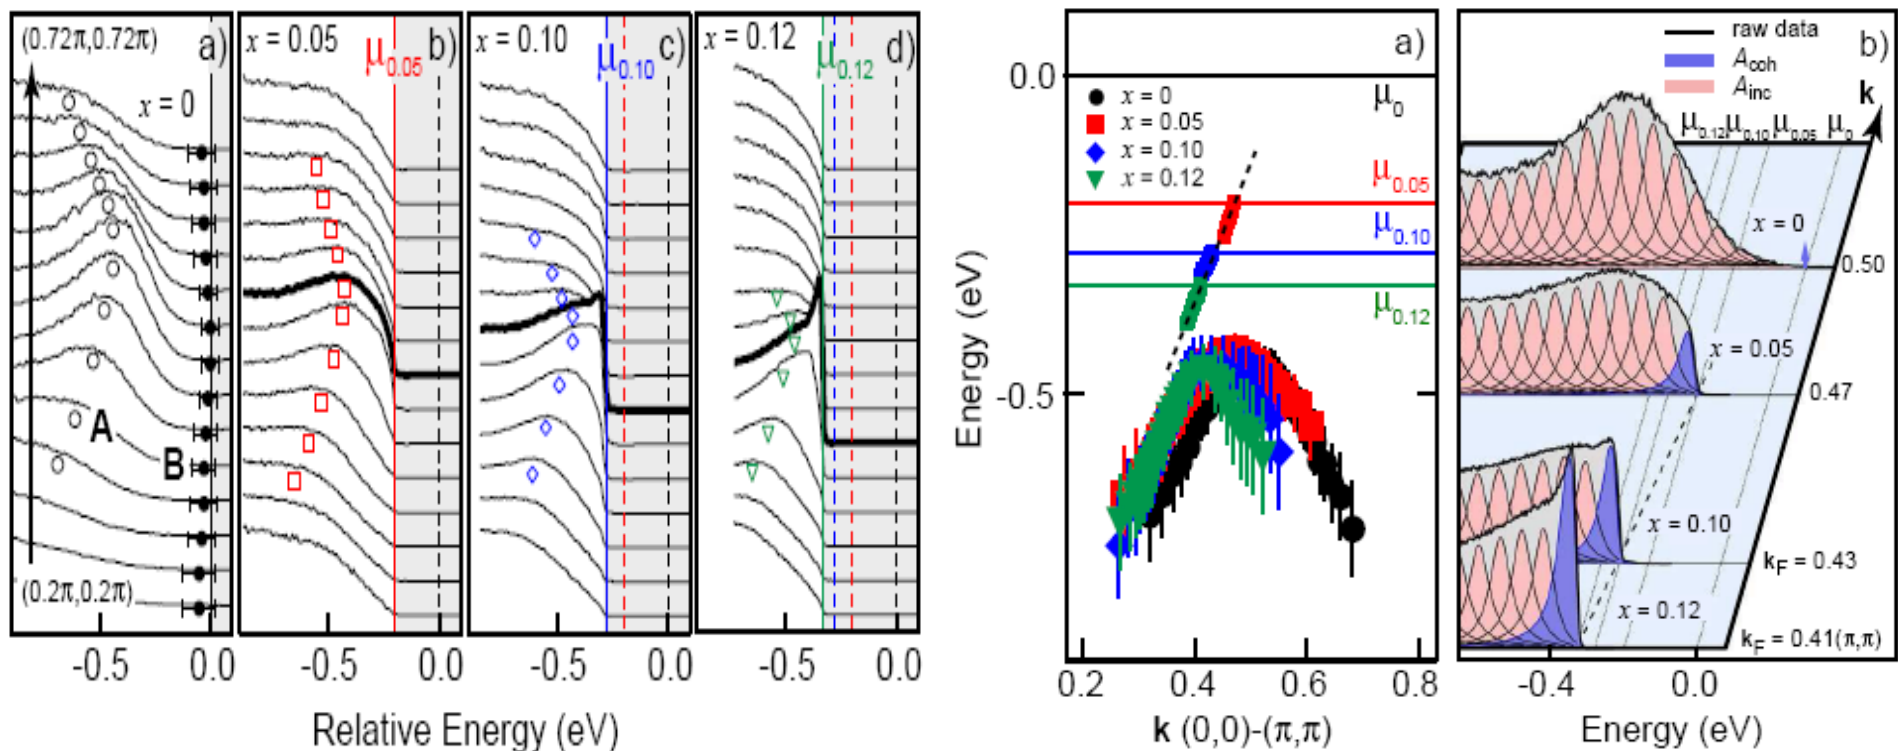 (0.72π,0.72π)
a)
x = 0
A
B
(0.2π,0.2π)
-0.5
0.0
x = 0.05
μ0.05
b)
-0.5
0.0
x = 0.10
μ0.10
c)
-0.5
0.0
x = 0.12
μ0.12
d)
-0.5
0.0
Relative Energy (eV)
a)
0.0
μ0
x = 0
x = 0.05
x = 0.10
x = 0.12
μ0.05
μ0.10
μ0.12
Energy (eV)
-0.5
0.2
0.4
0.6
0.8
k (0,0)-(π,π)
b)
raw data
Acoh
Ainc
k
μ0.12 μ0.10 μ0.05 μ0
x = 0
0.50
x = 0.05
0.47
x = 0.10
kF = 0.43
x = 0.12
kF = 0.41(π,π)
-0.4
0.0
Energy (eV)